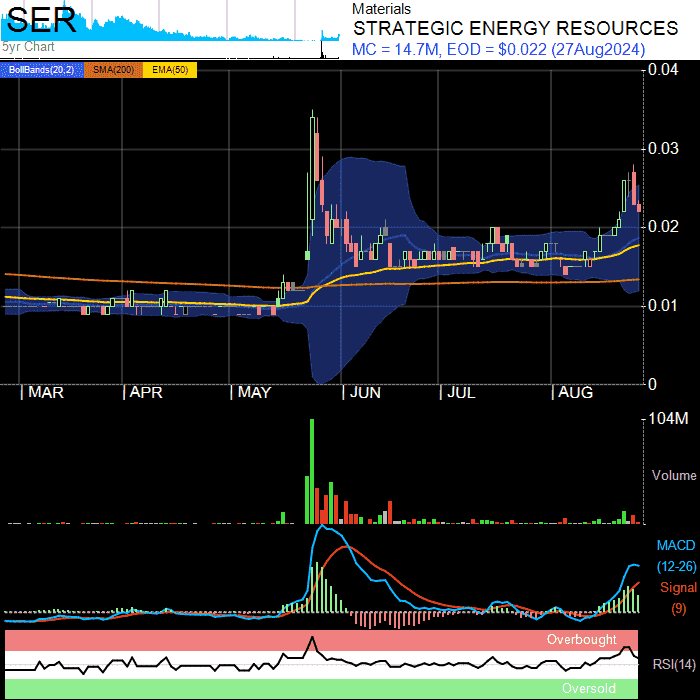 SER
5yr Chart
Materials
STRATEGIC ENERGY RESOURCES
MC = 14.7M, EOD = $0.022 (27Aug2024)
BollBands(20,2) SMA(200) EMA(50)
0.04
0.03
0.02
0.01
0
MAR APR MAY JUN JUL AUG
104M
Volume
MACD
(12-26)
Signal
(9)
Overbought
RSI(14)
Oversold